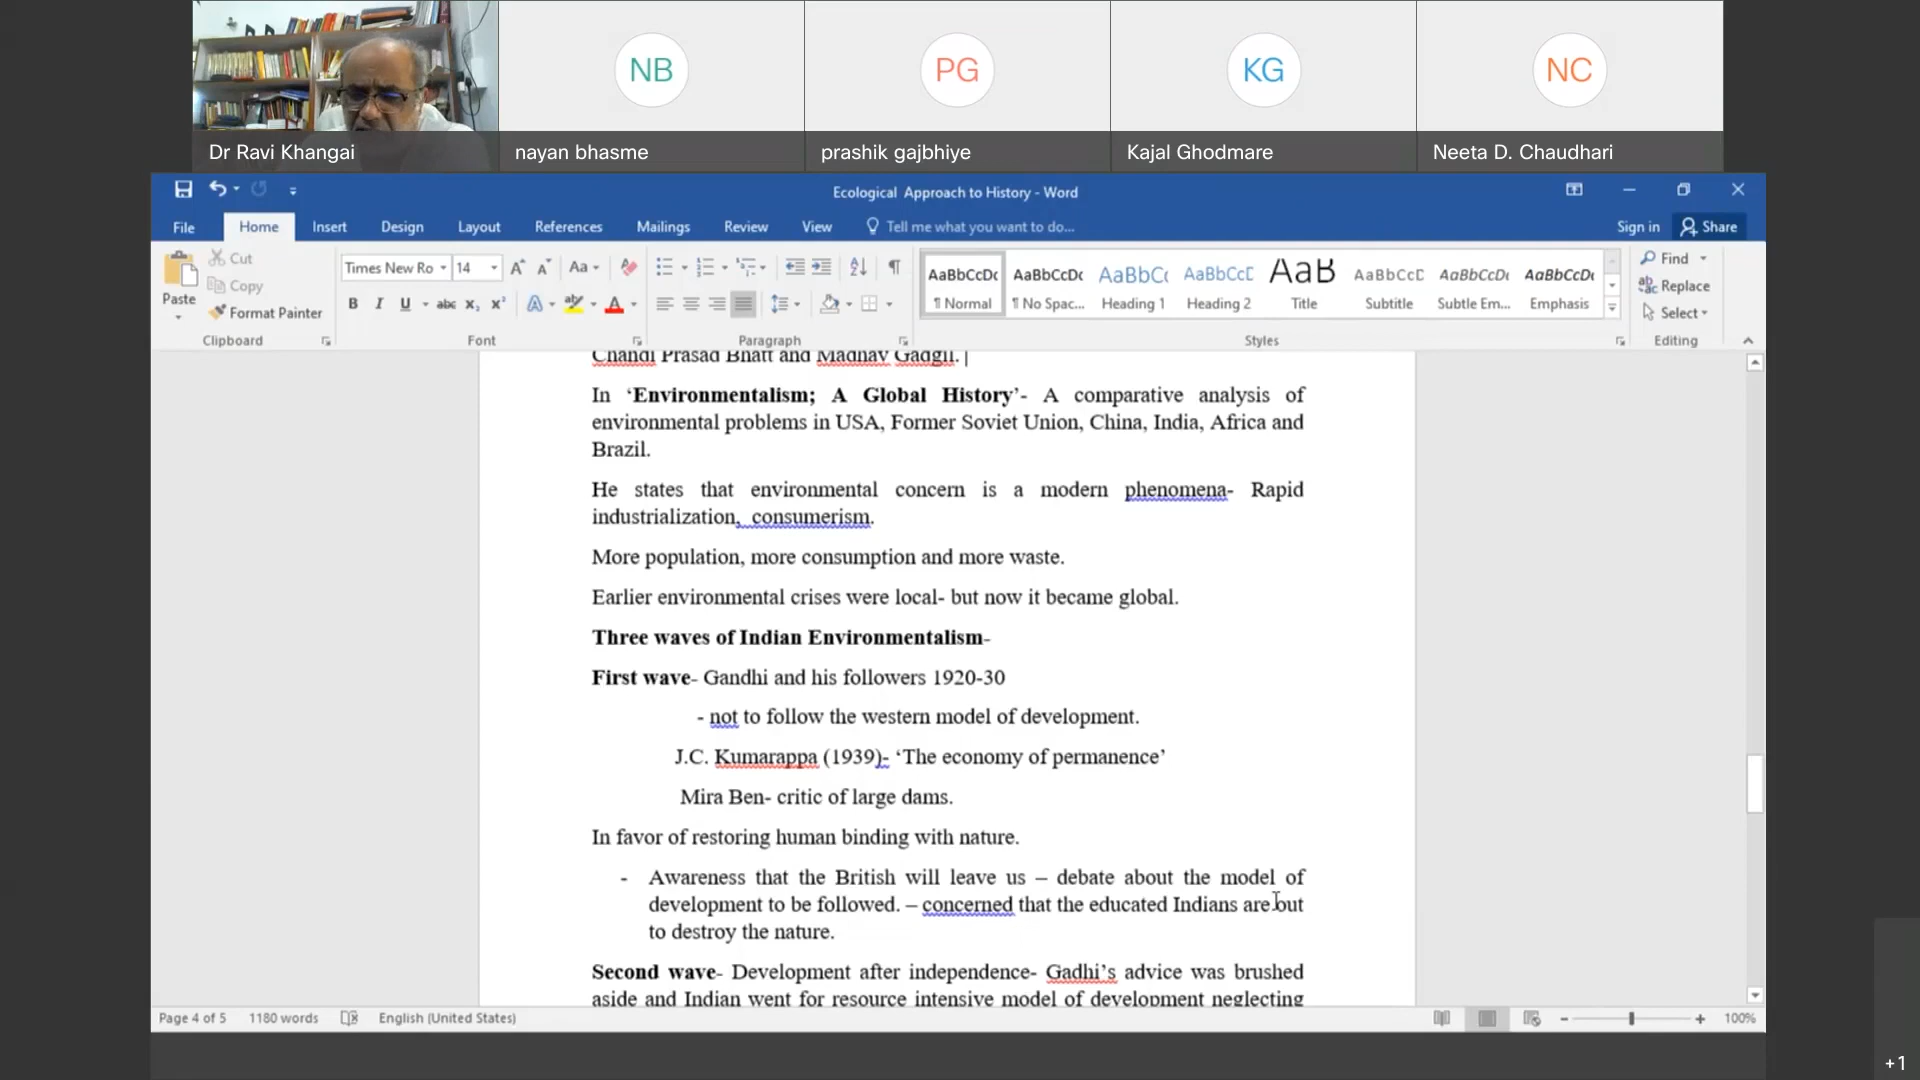 NB
PG
KG
NC
Dr Ravi Khangai
nayan bhasme
prashik gajbhiye
Kajal Ghodmare
Neeta D. Chaudhari
Ecological Approach to History - Word
File Home Insert Design Layout References Mailings Review View Tell me what you want to do... Sign in Share
Paste
Cut
Copy
Format Painter
Clipboard
Times New Ro 14
Aa
B I U abc X₂ X² A aby A
Font
Paragraph
AaBbCcDc AaBbCcDc AaBbC( AaBbCcD AaB AaBbCcD AaBbCcDc AaBbCcDc
¶ Normal ¶ No Spac... Heading 1 Heading 2 Title Subtitle Subtle Em... Emphasis
Styles
Find
Replace
Select
Editing
Chandi Prasad Bhatt and Madhav Gadgil.
In ‘Environmentalism; A Global History’- A comparative analysis of
environmental problems in USA, Former Soviet Union, China, India, Africa and
Brazil.
He states that environmental concern is a modern phenomena- Rapid
industrialization, consumerism.
More population, more consumption and more waste.
Earlier environmental crises were local- but now it became global.
Three waves of Indian Environmentalism-
First wave- Gandhi and his followers 1920-30
- not to follow the western model of development.
J.C. Kumarappa (1939)- ‘The economy of permanence’
Mira Ben- critic of large dams.
In favor of restoring human binding with nature.
- Awareness that the British will leave us – debate about the model of
development to be followed. – concerned that the educated Indians are out
to destroy the nature.
Second wave- Development after independence- Gadhi’s advice was brushed
aside and Indian went for resource intensive model of development neglecting
Page 4 of 5 1180 words English (United States) 100%
+1